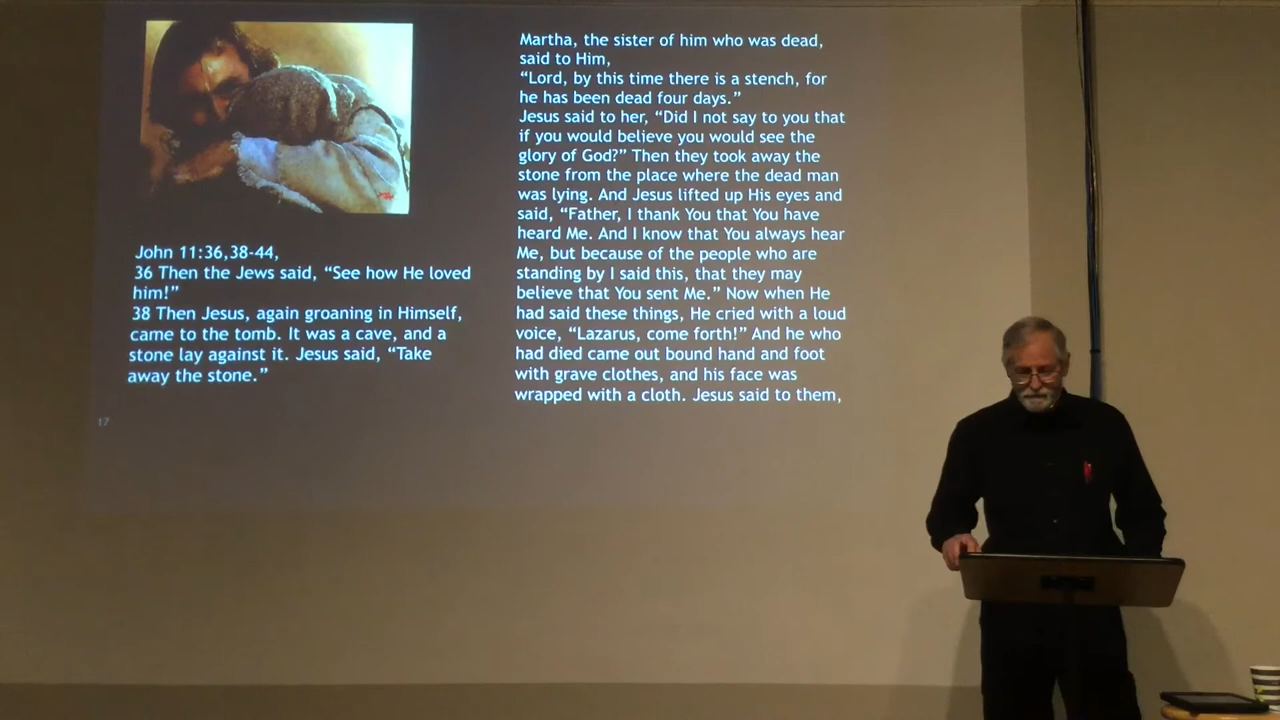 John 11:36,38-44,
36 Then the Jews said, “See how He loved
him!”
38 Then Jesus, again groaning in Himself,
came to the tomb. It was a cave, and a
stone lay against it. Jesus said, “Take
away the stone.”
17
Martha, the sister of him who was dead,
said to Him,
“Lord, by this time there is a stench, for
he has been dead four days.”
Jesus said to her, “Did I not say to you that
if you would believe you would see the
glory of God?” Then they took away the
stone from the place where the dead man
was lying. And Jesus lifted up His eyes and
said, “Father, I thank You that You have
heard Me. And I know that You always hear
Me, but because of the people who are
standing by I said this, that they may
believe that You sent Me.” Now when He
had said these things, He cried with a loud
voice, “Lazarus, come forth!” And he who
had died came out bound hand and foot
with grave clothes, and his face was
wrapped with a cloth. Jesus said to them,